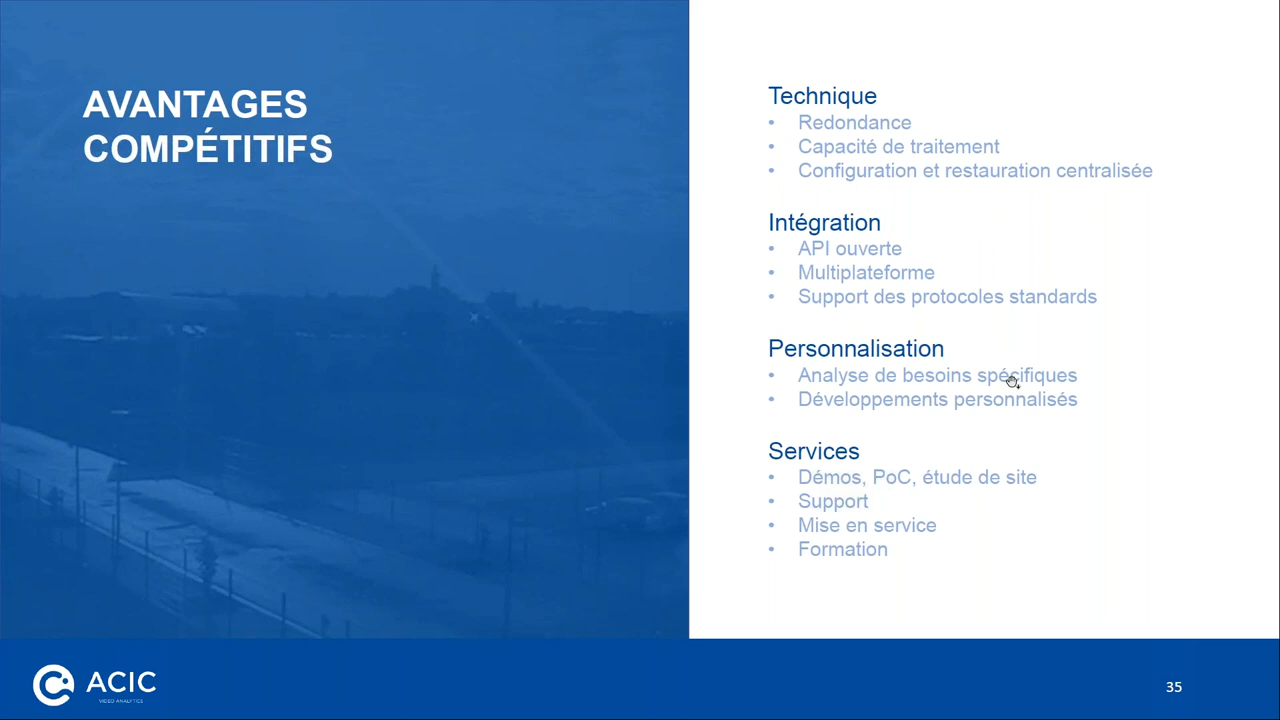 AVANTAGES
COMPÉTITIFS
Technique
• Redondance
• Capacité de traitement
• Configuration et restauration centralisée
Intégration
• API ouverte
• Multiplateforme
• Support des protocoles standards
Personnalisation
• Analyse de besoins spécifiques
• Développements personnalisés
Services
• Démos, PoC, étude de site
• Support
• Mise en service
• Formation
ACIC
VIDEO ANALYTICS
35